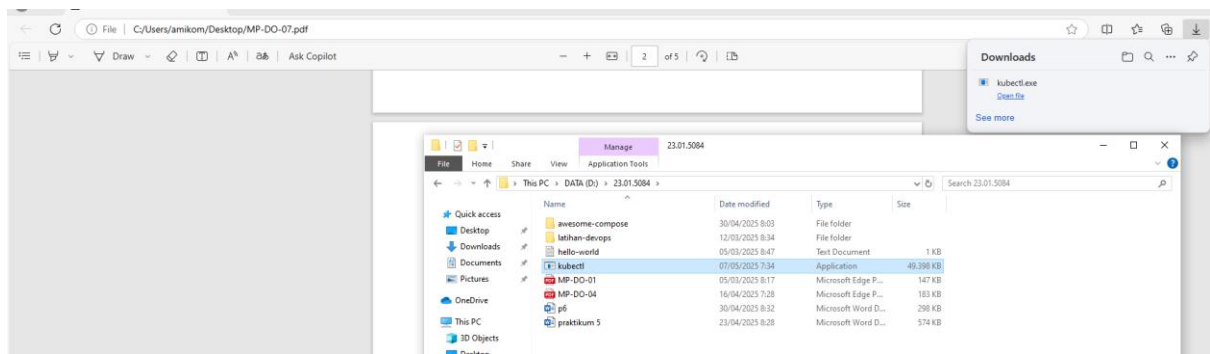 File | C:/Users/amikom/Desktop/MP-DO-07.pdf
Draw
Ask Copilot
2 of 5
Downloads
kubectl.exe
Open file
See more
Manage 23.01.5084
File Home Share View Application Tools
This PC > DATA (D:) > 23.01.5084 >
Search 23.01.5084
Name Date modified Type Size
Quick access
Desktop
Downloads
Documents
Pictures
OneDrive
This PC
3D Objects
Desktop
awesome-compose 30/04/2025 8:03 File folder
latihan-devops 12/03/2025 8:34 File folder
hello-world 05/03/2025 8:47 Text Document 1 KB
kubectl 07/05/2025 7:34 Application 49.398 KB
MP-DO-01 05/03/2025 8:17 Microsoft Edge P... 147 KB
MP-DO-04 16/04/2025 7:28 Microsoft Edge P... 183 KB
p6 30/04/2025 8:32 Microsoft Word D... 298 KB
praktikum 5 23/04/2025 8:28 Microsoft Word D... 574 KB